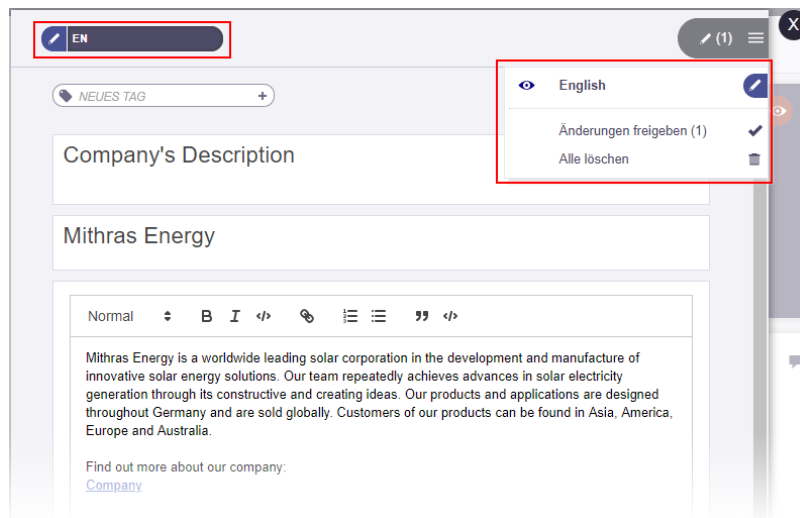 EN
(1)
X
English
NEUES TAG +
Änderungen freigeben (1)
Alle löschen
Company's Description
Mithras Energy
Normal B I </> </>
Mithras Energy is a worldwide leading solar corporation in the development and manufacture of
innovative solar energy solutions. Our team repeatedly achieves advances in solar electricity
generation through its constructive and creating ideas. Our products and applications are designed
throughout Germany and are sold globally. Customers of our products can be found in Asia, America,
Europe and Australia.
Find out more about our company:
Company